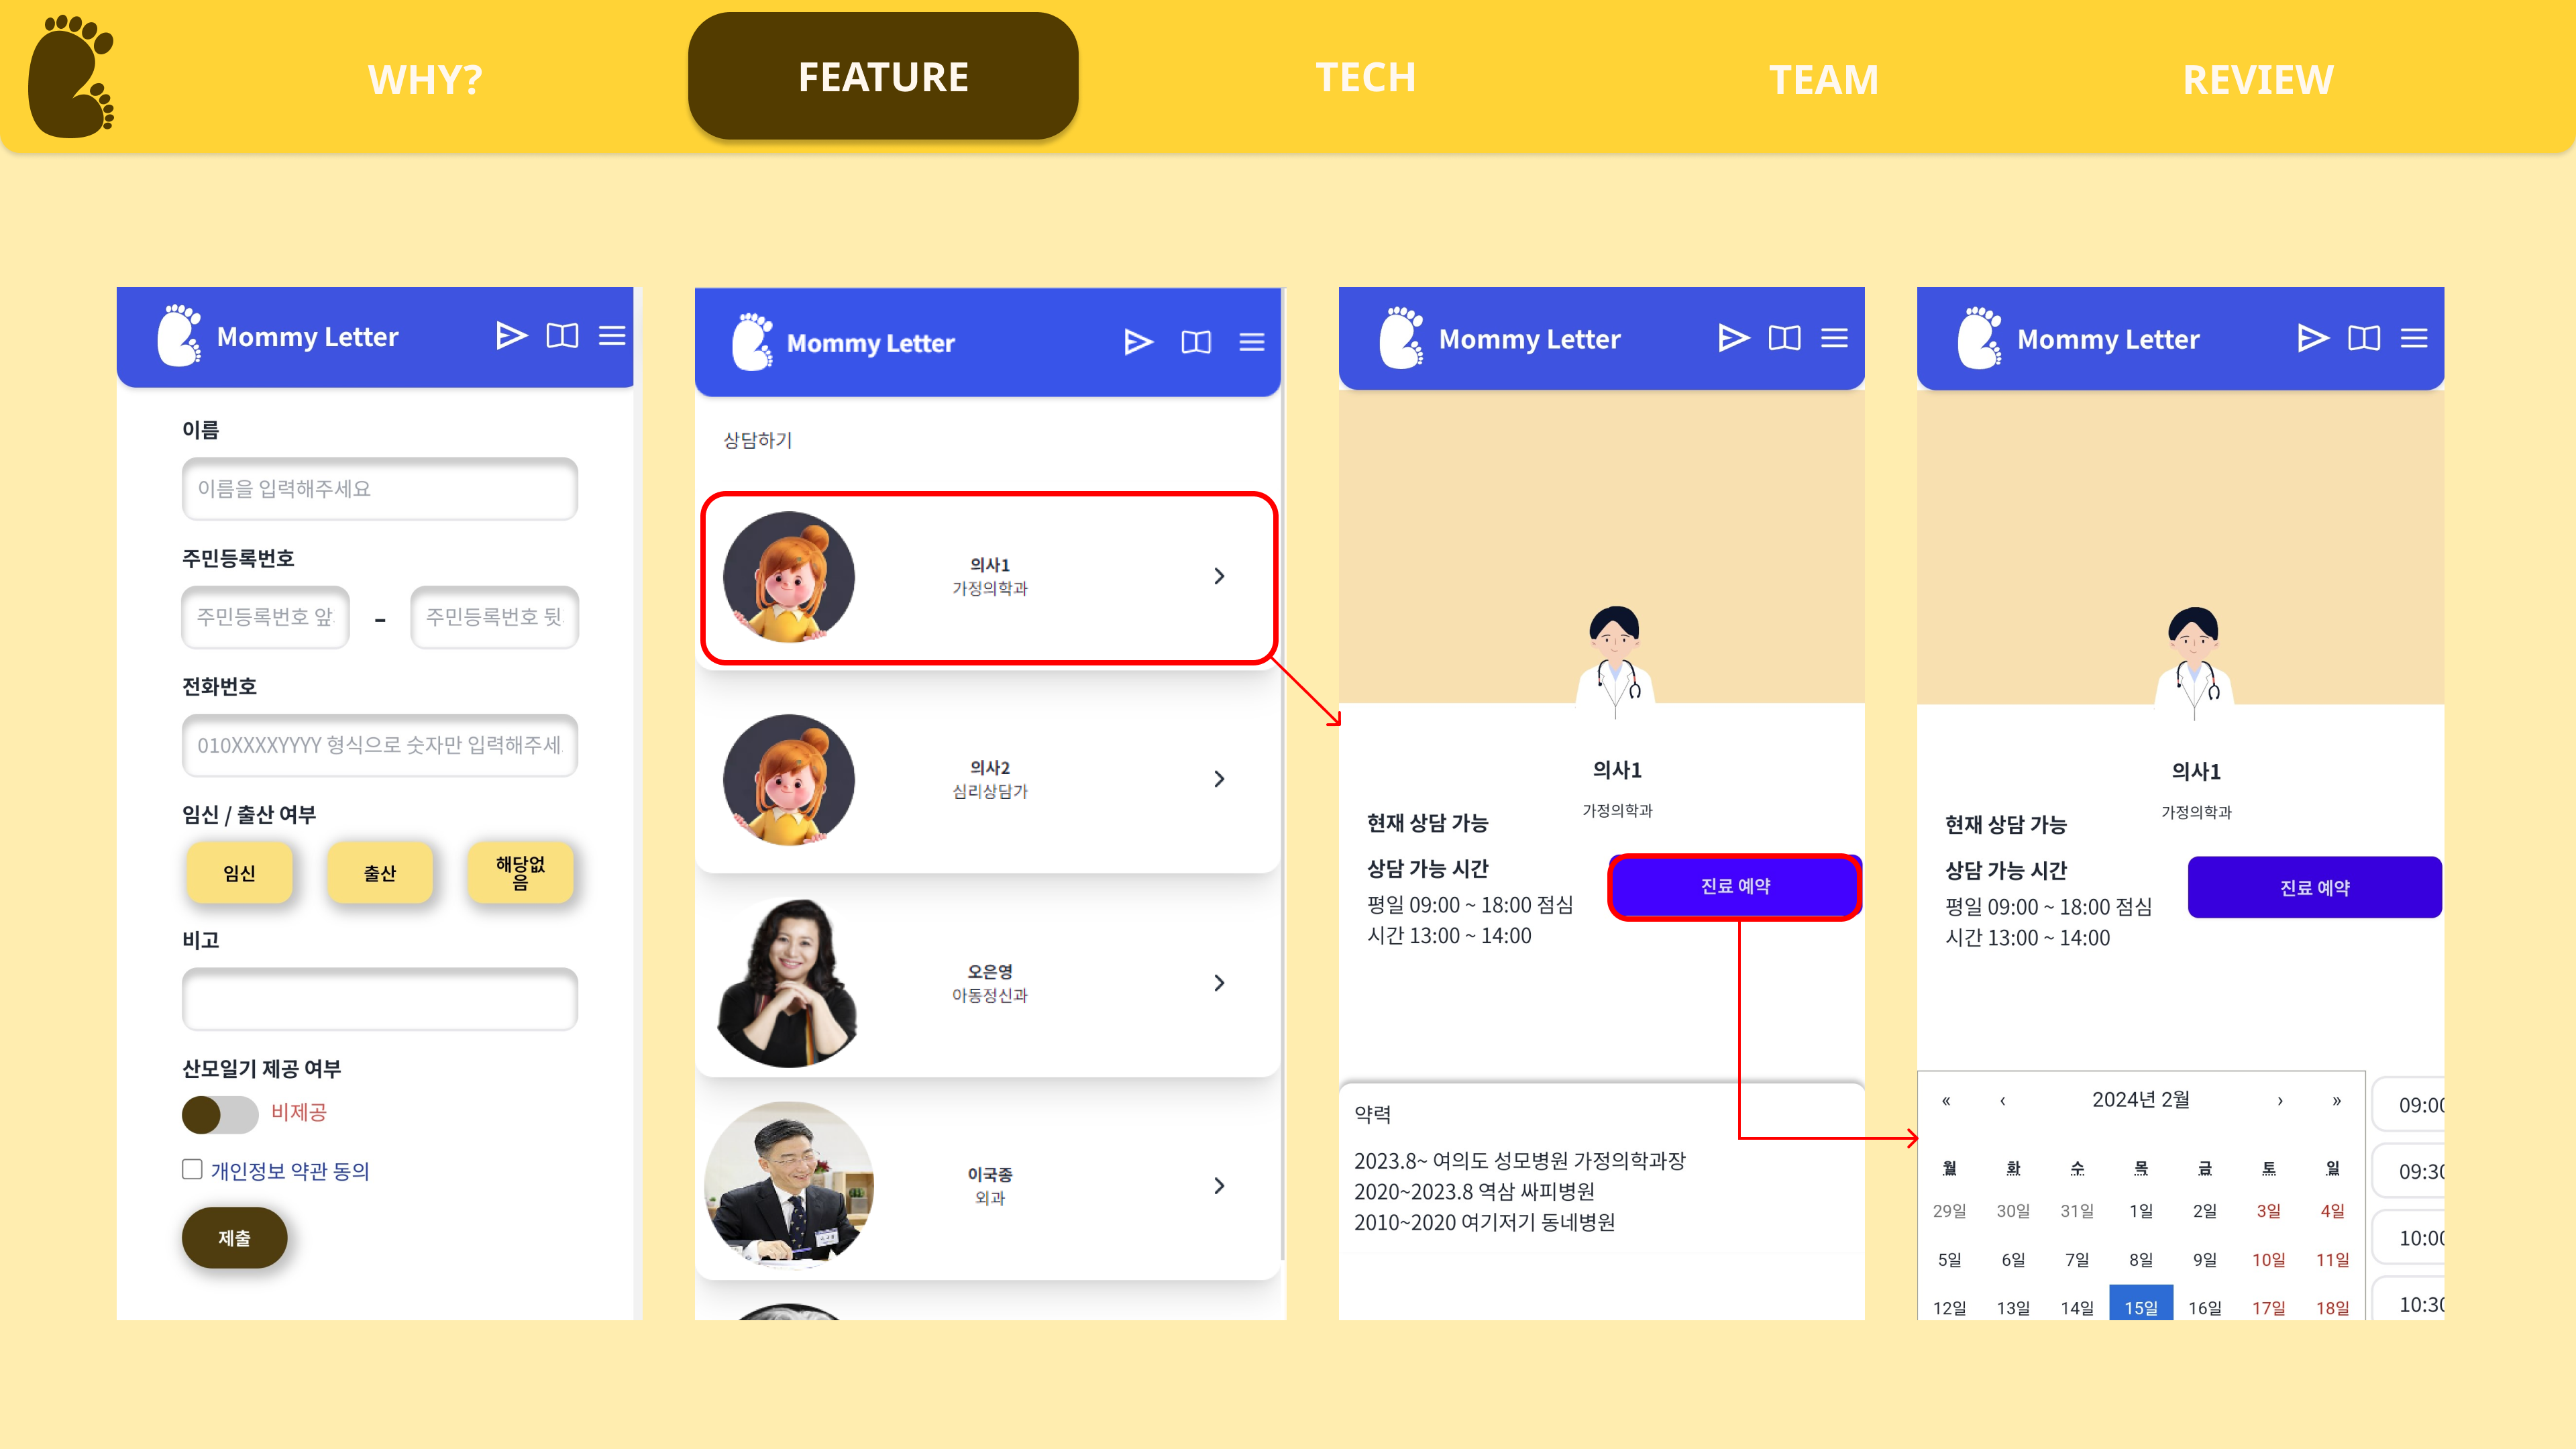 WHY?
FEATURE
TECH
TEAM
REVIEW
Mommy Letter
이름
이름을 입력해주세요
주민등록번호
주민등록번호 앞 - 주민등록번호 뒷
전화번호
010XXXXYYYY 형식으로 숫자만 입력해주세
임신 / 출산 여부
임신
출산
해당없
음
비고
산모일기 제공 여부
비제공
개인정보 약관 동의
제출
Mommy Letter
상담하기
의사1
가정의학과
의사2
심리상담가
오은영
아동정신과
이국종
외과
Mommy Letter
의사1
가정의학과
현재 상담 가능
상담 가능 시간
평일 09:00 ~ 18:00 점심
시간 13:00 ~ 14:00
진료 예약
약력
2023.8~ 여의도 성모병원 가정의학과장
2020~2023.8 역삼 싸피병원
2010~2020 여기저기 동네병원
Mommy Letter
의사1
가정의학과
현재 상담 가능
상담 가능 시간
평일 09:00 ~ 18:00 점심
시간 13:00 ~ 14:00
진료 예약
« ‹ 2024년 2월 › »
월 화 수 목 금 토 일
29일 30일 31일 1일 2일 3일 4일
5일 6일 7일 8일 9일 10일 11일
12일 13일 14일 15일 16일 17일 18일
09:00
09:30
10:00
10:30